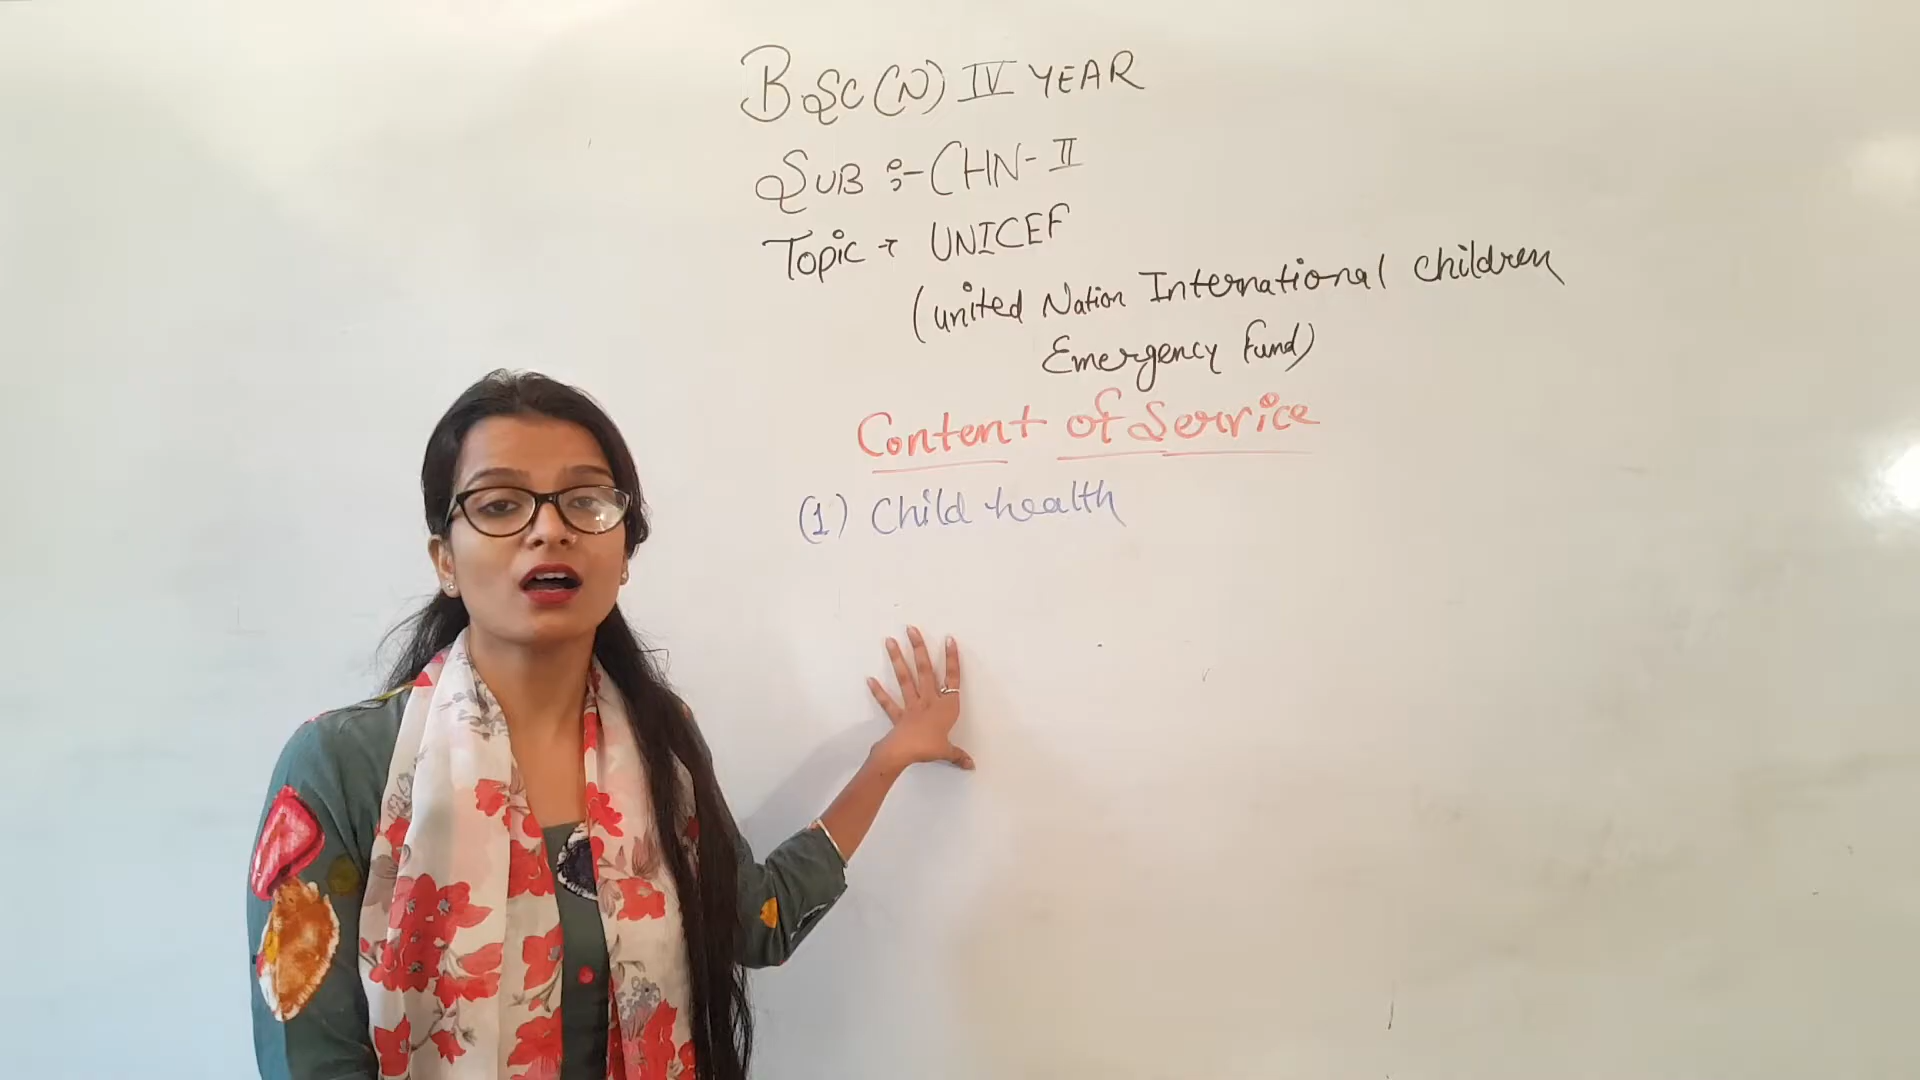 BSC (N) IV YEAR
SUB :- CHN-II
Topic → UNICEF
(united Nation International children
Emergency fund)
Content of Service
(1) Child health